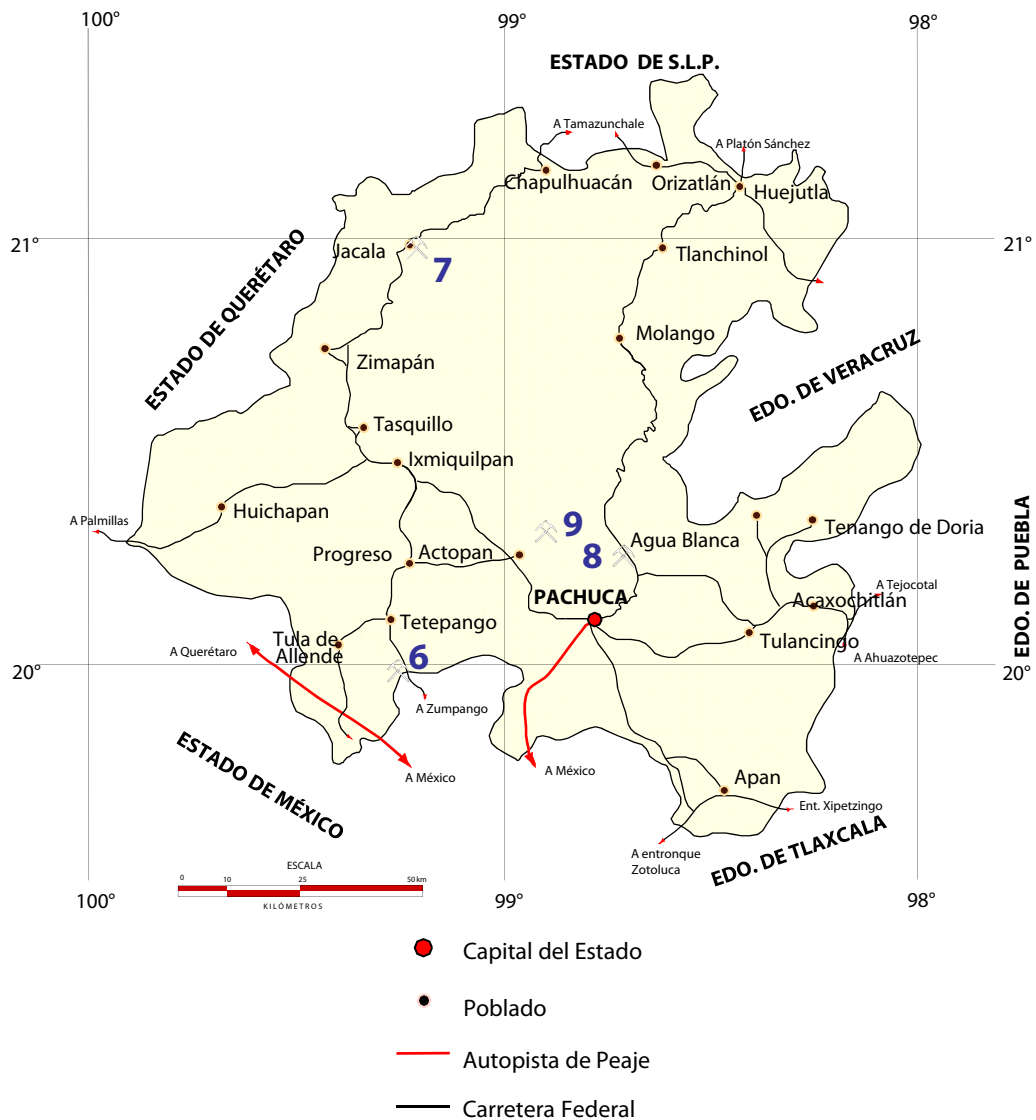 100°
99°
98°
ESTADO DE S.L.P.
A Tamazunchale
A Platón Sánchez
Chapulhuacán
Orizatlán
Huejutla
21°
21°
Jacala
7
Tlanchinol
ESTADO DE QUERÉTARO
Molango
Zimapán
EDO. DE VERACRUZ
Tasquillo
Ixmiquilpan
Huichapan
A Palmillas
9
Tenango de Doria
Agua Blanca
8
Progreso
Actopan
EDO. DE PUEBLA
A Tejocotal
PACHUCA
Acaxochitlán
Tetepango
Tulancingo
Tula de
Allende
A Querétaro
6
A Ahuazotepec
20°
20°
A Zumpango
ESTADO DE MÉXICO
A México
A México
Apan
Ent. Xipetzingo
A entronque
Zotoluca
EDO. DE TLAXCALA
ESCALA
0 10 25 50 km
KILÓMETROS
100°
99°
98°
Capital del Estado
Poblado
Autopista de Peaje
Carretera Federal